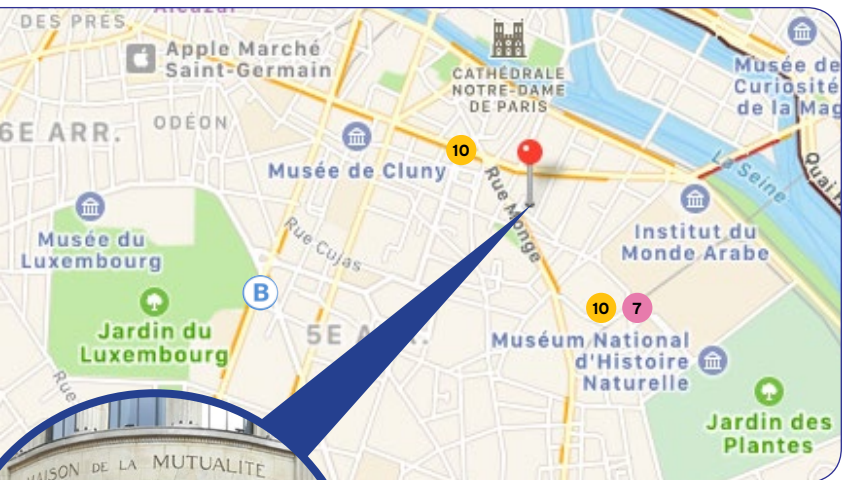 DES PRÉS
Alcazar
Apple Marché
Saint-Germain
CATHÉDRALE
NOTRE-DAME
DE PARIS
Musée de
Curiosité
de la Mag
6E ARR.
ODÉON
Musée de Cluny
10
Rue Monge
La Seine
Quai H
Musée du
Luxembourg
Rue Cujas
Institut du
Monde Arabe
B
Jardin du
Luxembourg
5E A
10
7
Muséum National
d'Histoire
Naturelle
Rue
Jardin des
Plantes
MAISON DE LA MUTUALITE